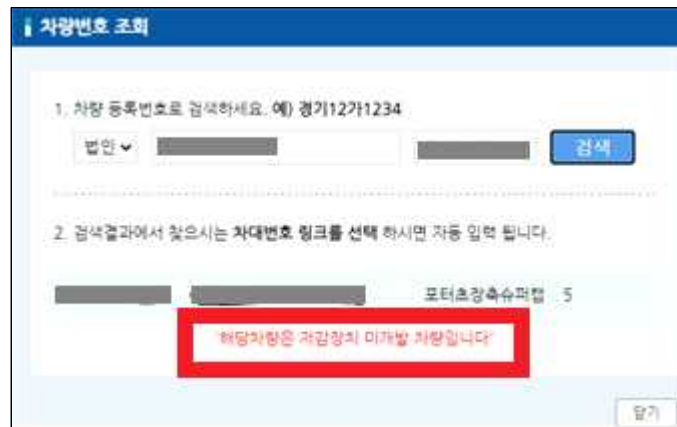 차량번호 조회
1. 차량 등록번호로 검색하세요. 예) 경기12가1234
법인 검색
2. 검색결과에서 찾으시는 차대번호 링크를 선택 하시면 자동 입력 됩니다.
포터초장축슈퍼캡 5
'해당차량은 저감장치 미개발 차량입니다'
닫기